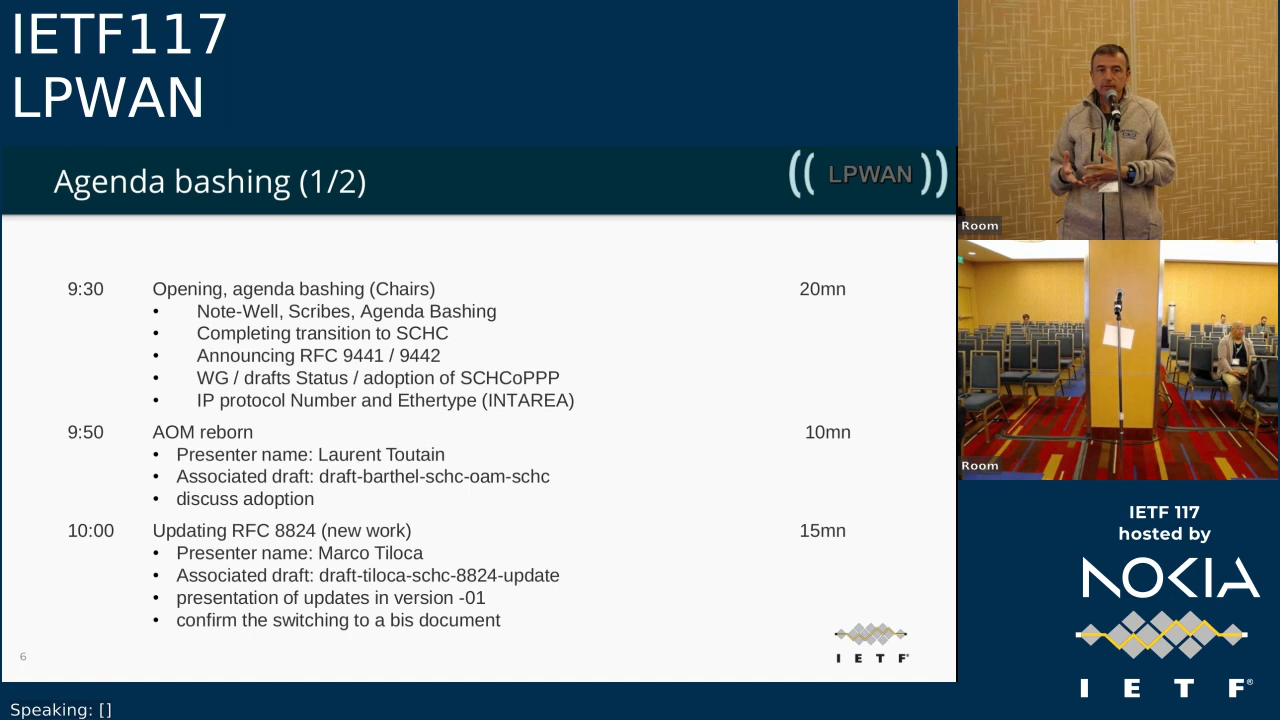 IETF117
LPWAN
Agenda bashing (1/2)
(( LPWAN ))
9:30 Opening, agenda bashing (Chairs) 20mn
• Note-Well, Scribes, Agenda Bashing
• Completing transition to SCHC
• Announcing RFC 9441 / 9442
• WG / drafts Status / adoption of SCHCoPPP
• IP protocol Number and Ethertype (INTAREA)
9:50 AOM reborn 10mn
• Presenter name: Laurent Toutain
• Associated draft: draft-barthel-schc-oam-schc
• discuss adoption
10:00 Updating RFC 8824 (new work) 15mn
• Presenter name: Marco Tiloca
• Associated draft: draft-tiloca-schc-8824-update
• presentation of updates in version -01
• confirm the switching to a bis document
6
I E T F®
Room
Room
IETF 117
hosted by
NOKIA
I E T F®
Speaking: []